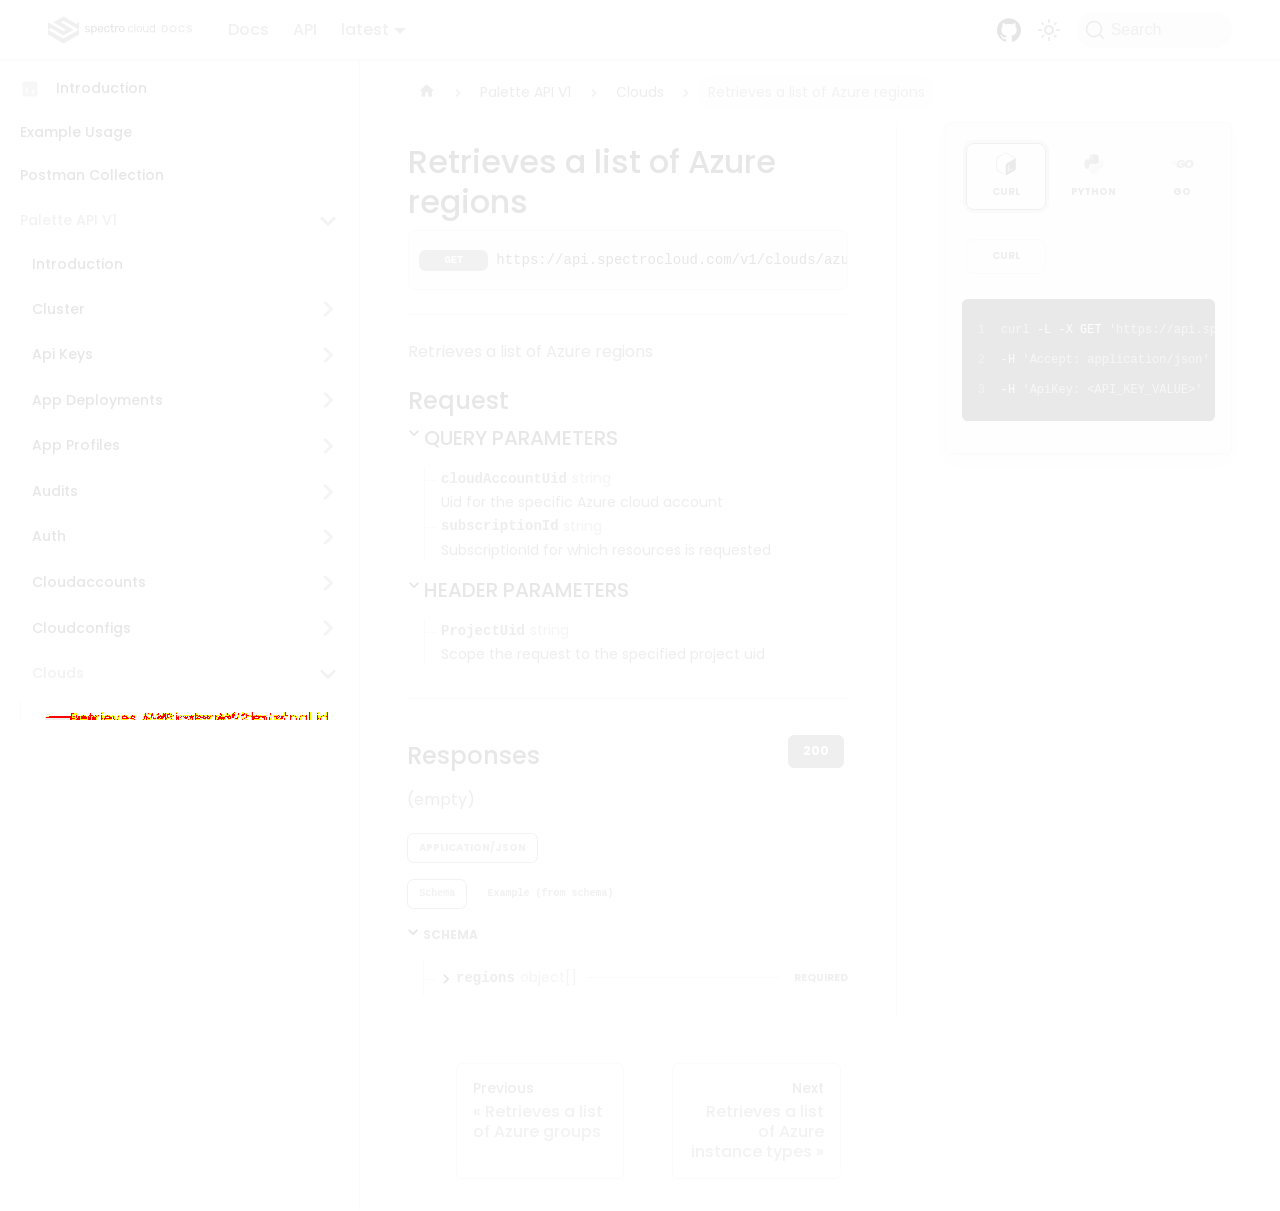 spectro cloud DOCS
Docs
API
latest
Search
Introduction
Example Usage
Postman Collection
Palette API V1
Introduction
Cluster
Api Keys
App Deployments
App Profiles
Audits
Auth
Cloudaccounts
Cloudconfigs
Clouds
Palette API V1
Clouds
Retrieves a list of Azure regions
Retrieves a list of Azure
regions
GET https://api.spectrocloud.com/v1/clouds/azu
Retrieves a list of Azure regions
Request
QUERY PARAMETERS
cloudAccountUid string
Uid for the specific Azure cloud account
subscriptionId string
SubscriptionId for which resources is requested
HEADER PARAMETERS
ProjectUid string
Scope the request to the specified project uid
Responses
200
(empty)
APPLICATION/JSON
Schema
Example (from schema)
SCHEMA
regions object[]
REQUIRED
Previous
« Retrieves a list
of Azure groups
Next
Retrieves a list
of Azure
instance types »
CURL
PYTHON
GO
CURL
1 curl -L -X GET 'https://api.sp
2 -H 'Accept: application/json'
3 -H 'ApiKey: <API_KEY_VALUE>'